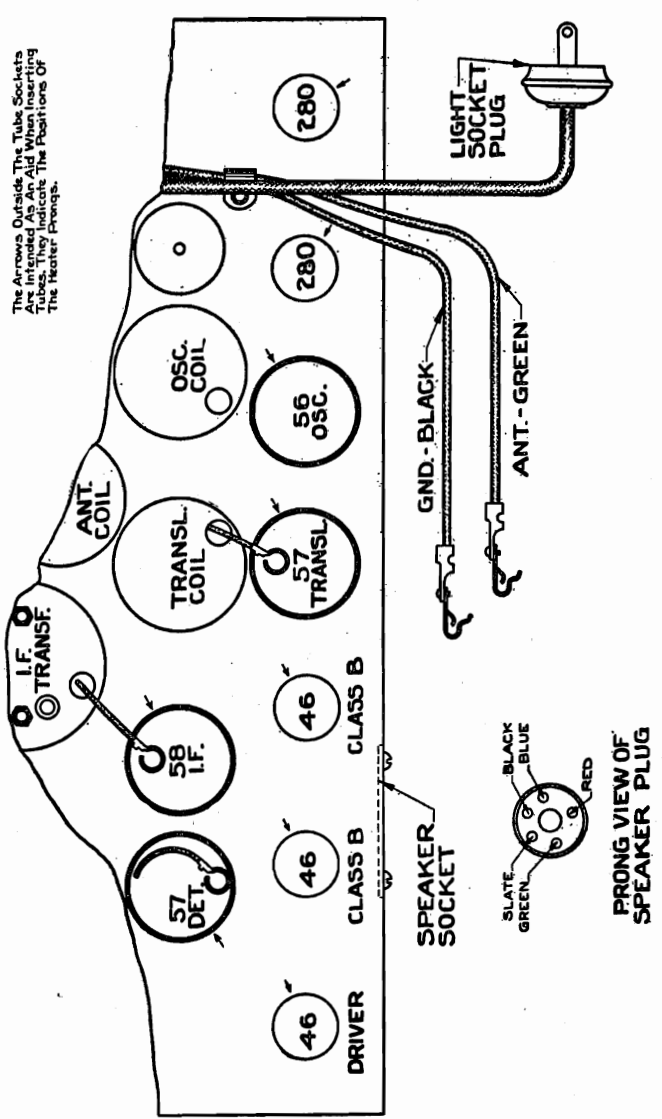 The Arrows Outside The Tube Sockets
Are Intended As An Aid When Inserting
Tubes. They Indicate The Positions Of
The Heater Prongs.
I.F.
TRANSF.
ANT.
COIL
OSC.
COIL
TRANSL.
COIL
57
DET.
58
I.F.
57
TRANSL.
56
OSC.
280
280
46
DRIVER
46
CLASS B
46
CLASS B
SPEAKER
SOCKET
GND.-BLACK
ANT.-GREEN
LIGHT
SOCKET
PLUG
SLATE
GREEN
BLACK
BLUE
RED
PRONG VIEW OF
SPEAKER PLUG